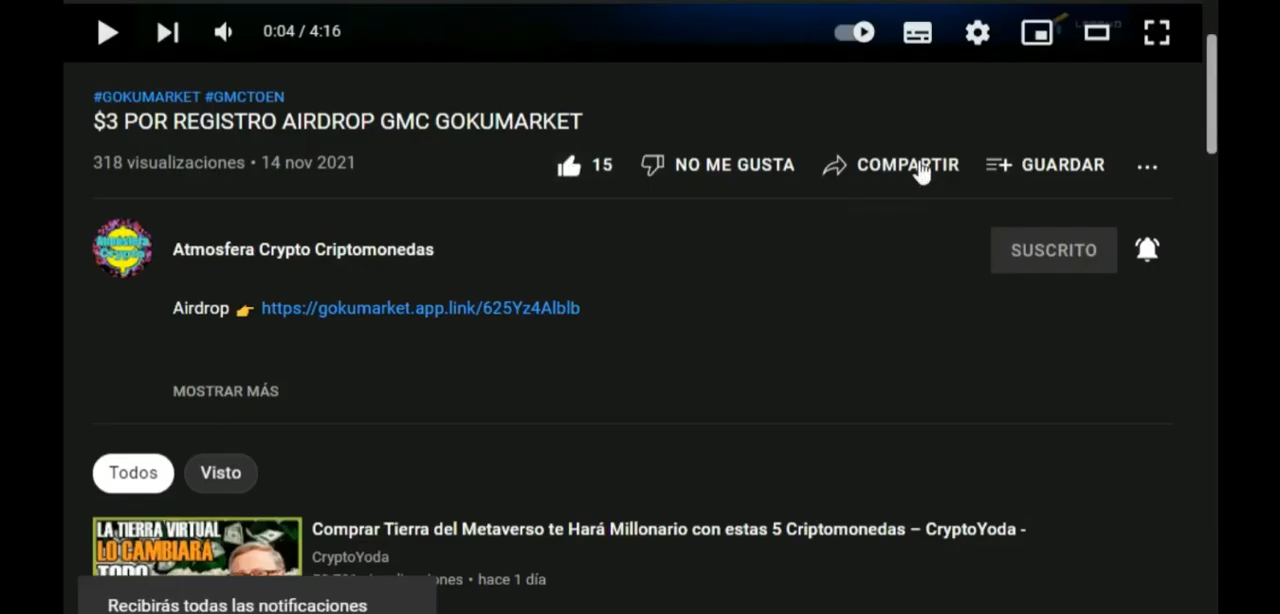 0:04 / 4:16
#GOKUMARKET #GMCTOEN
$3 POR REGISTRO AIRDROP GMC GOKUMARKET
318 visualizaciones • 14 nov 2021
15 NO ME GUSTA COMPARTIR GUARDAR
Atmosfera Crypto Criptomonedas
SUSCRITO
Airdrop 👉 https://gokumarket.app.link/625Yz4Alblb
MOSTRAR MÁS
Todos Visto
LA TIERRA VIRTUAL
LO CAMBIARÁ
TODO
Comprar Tierra del Metaverso te Hará Millonario con estas 5 Criptomonedas – CryptoYoda -
CryptoYoda
hace 1 día
Recibirás todas las notificaciones